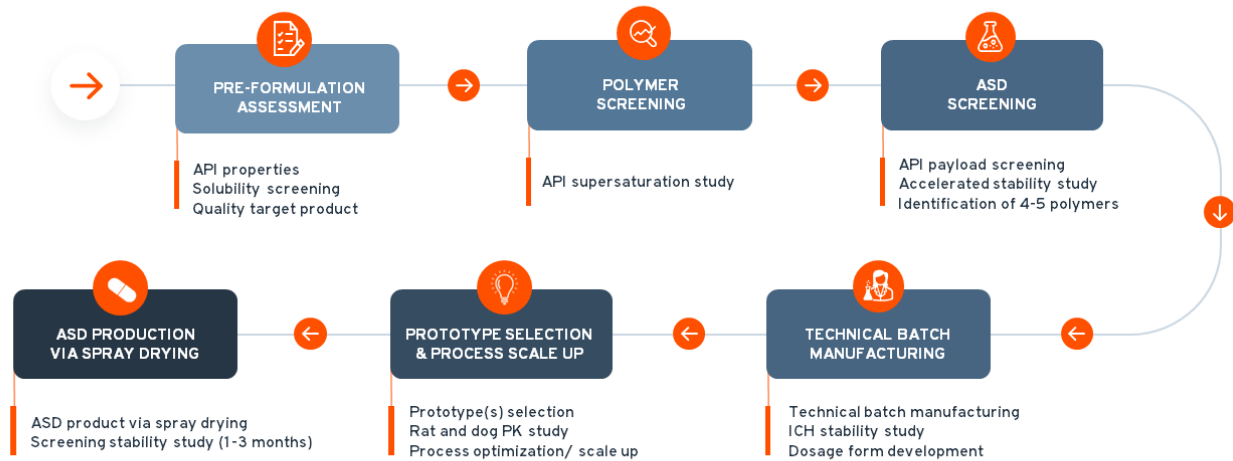 PRE-FORMULATION
ASSESSMENT
API properties
Solubility screening
Quality target product
POLYMER
SCREENING
API supersaturation study
ASD
SCREENING
API payload screening
Accelerated stability study
Identification of 4-5 polymers
TECHNICAL BATCH
MANUFACTURING
Technical batch manufacturing
ICH stability study
Dosage form development
PROTOTYPE SELECTION
& PROCESS SCALE UP
Prototype(s) selection
Rat and dog PK study
Process optimization/ scale up
ASD PRODUCTION
VIA SPRAY DRYING
ASD product via spray drying
Screening stability study (1-3 months)